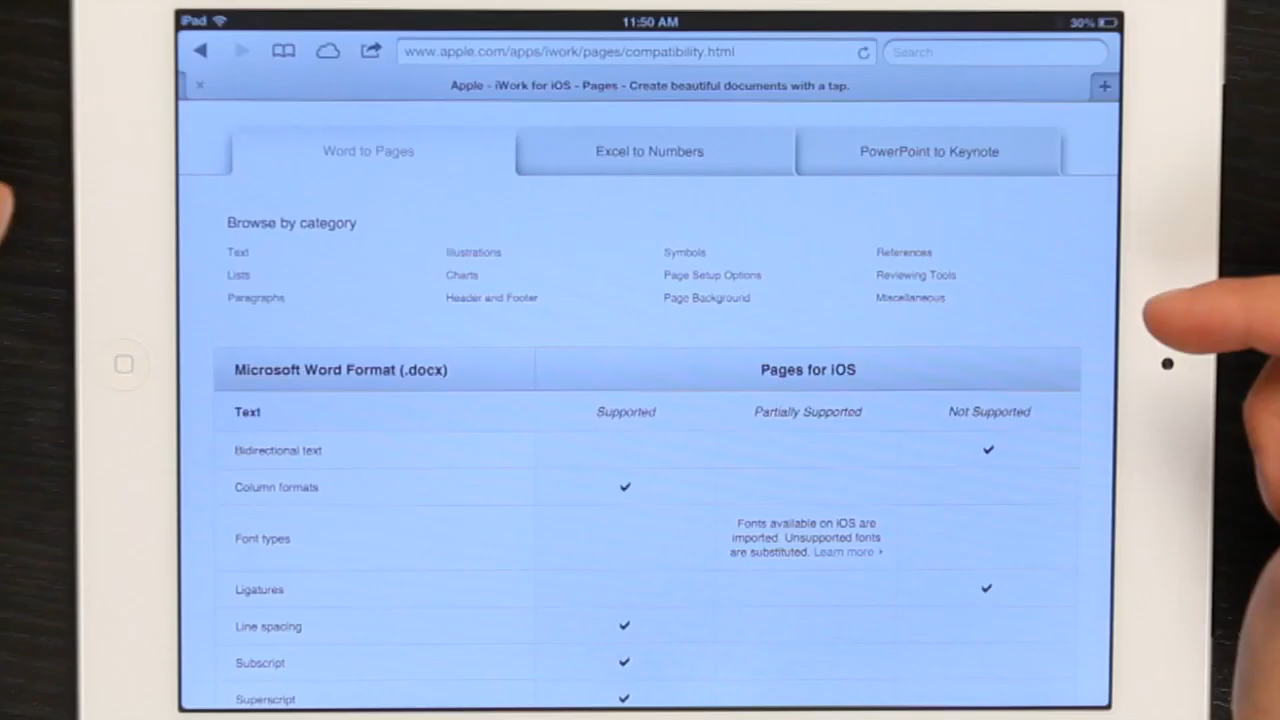 iPad 11:50 AM 30%
www.apple.com/apps/iwork/pages/compatibility.html Search
Apple - iWork for iOS - Pages - Create beautiful documents with a tap.
Word to Pages Excel to Numbers PowerPoint to Keynote
Browse by category
Text Illustrations Symbols References
Lists Charts Page Setup Options Reviewing Tools
Paragraphs Header and Footer Page Background Miscellaneous
Microsoft Word Format (.docx) Pages for iOS
Text Supported Partially Supported Not Supported
Bidirectional text
Column formats
Font types
Fonts available on iOS are
imported. Unsupported fonts
are substituted. Learn more ›
Ligatures
Line spacing
Subscript
Superscript